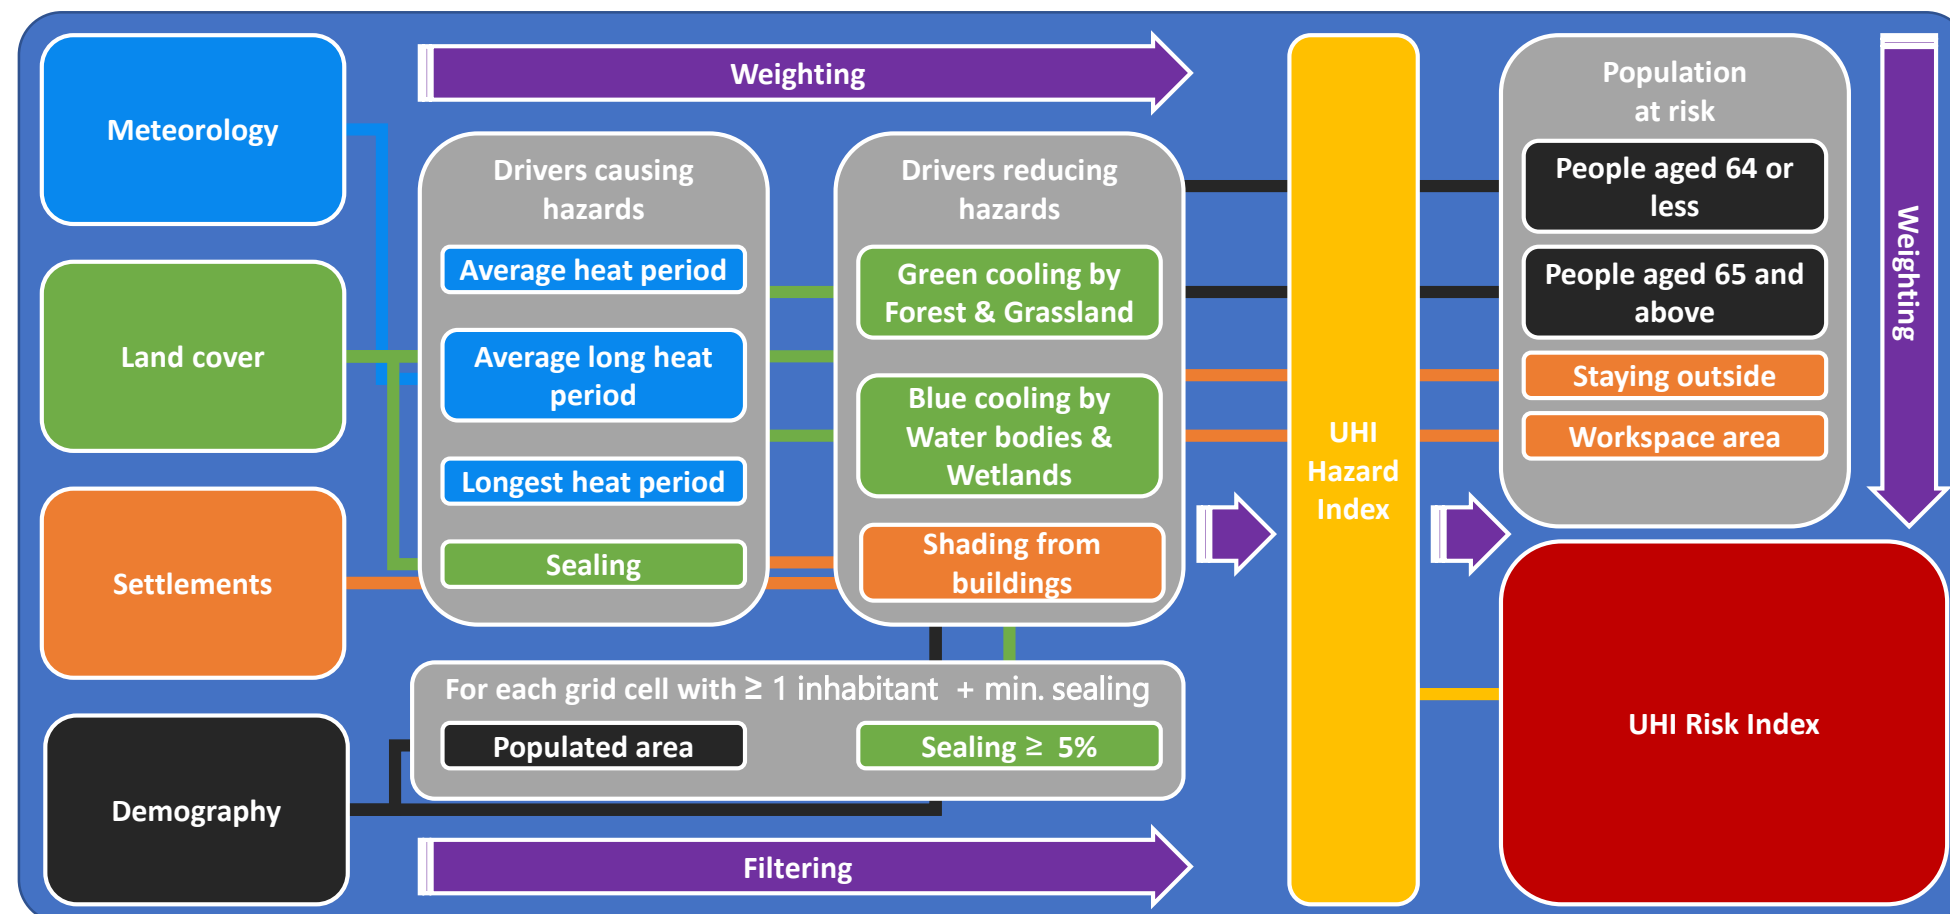 Meteorology
Land cover
Settlements
Demography
Weighting
Drivers causing
hazards
Average heat period
Average long heat
period
Longest heat period
Sealing
Drivers reducing
hazards
Green cooling by
Forest & Grassland
Blue cooling by
Water bodies &
Wetlands
Shading from
buildings
For each grid cell with ≥ 1 inhabitant + min. sealing
Populated area
Sealing ≥ 5%
Filtering
UHI
Hazard
Index
Population
at risk
People aged 64 or
less
People aged 65 and
above
Staying outside
Workspace area
Weighting
UHI Risk Index